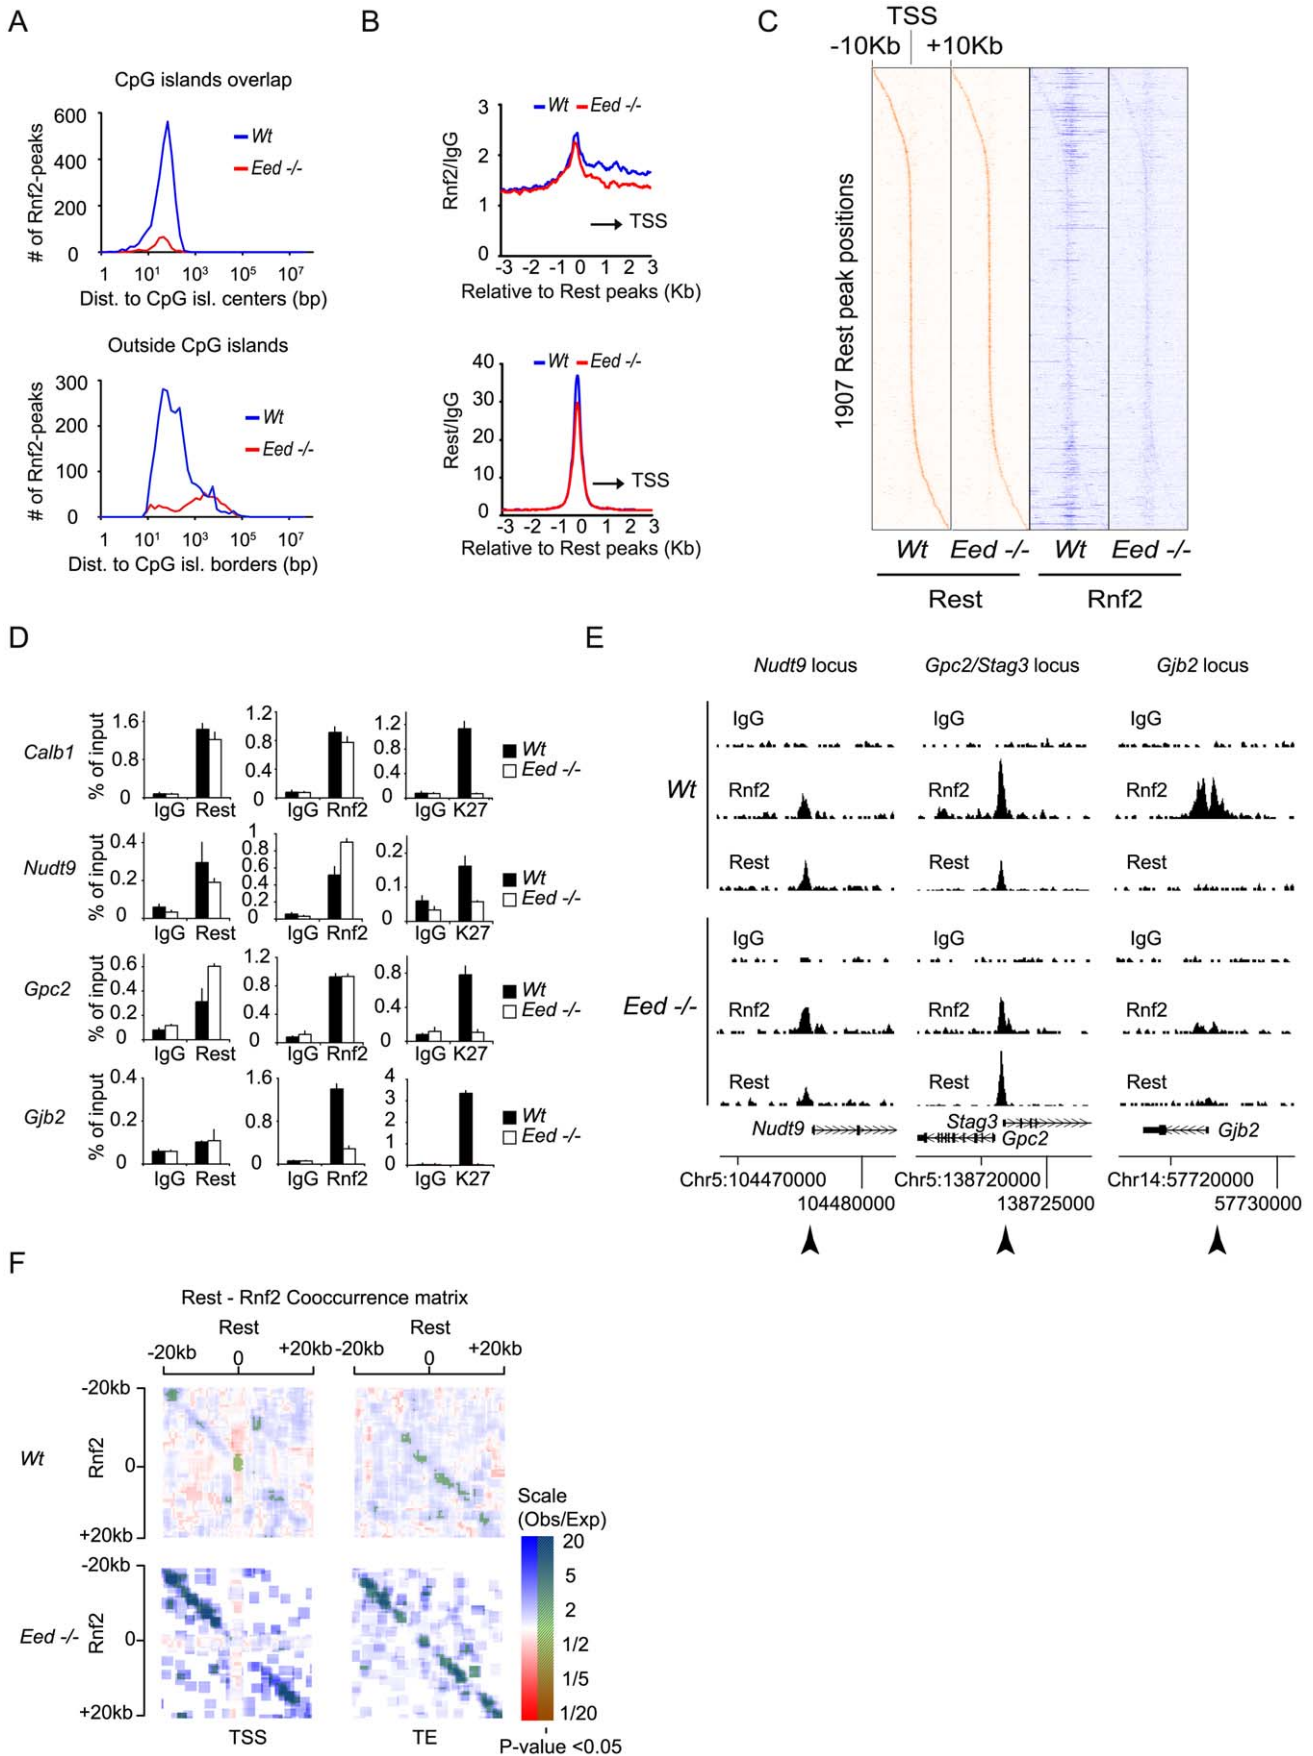 A
CpG islands overlap
# of Rnf2-peaks
600
400
200
0
Wt
Eed -/-
1 10¹ 10³ 10⁵ 10⁷
Dist. to CpG isl. centers (bp)
Outside CpG islands
# of Rnf2-peaks
300
200
100
0
Wt
Eed -/-
1 10¹ 10³ 10⁵ 10⁷
Dist. to CpG isl. borders (bp)
B
Wt Eed -/-
Rnf2/IgG
3
2
1
0
TSS
-3 -2 -1 0 1 2 3
Relative to Rest peaks (Kb)
Wt Eed -/-
Rest/IgG
40
30
20
10
0
TSS
-3 -2 -1 0 1 2 3
Relative to Rest peaks (Kb)
C
TSS
-10Kb +10Kb
1907 Rest peak positions
Wt Eed -/- Wt Eed -/-
Rest Rnf2
D
Calb1
% of input
1.6
0.8
0
IgG Rest
1.2
0.8
0.4
0
IgG Rnf2
1.2
0.8
0.4
0
IgG K27
Wt
Eed -/-
Nudt9
% of input
0.4
0.2
0
IgG Rest
1
0.8
0.6
0.4
0.2
0
IgG Rnf2
0.2
0.1
0
IgG K27
Wt
Eed -/-
Gpc2
% of input
0.6
0.4
0.2
0
IgG Rest
1.2
0.8
0.4
0
IgG Rnf2
0.8
0.4
0
IgG K27
Wt
Eed -/-
Gjb2
% of input
0.4
0.2
0
IgG Rest
1.6
0.8
0
IgG Rnf2
4
3
2
1
0
IgG K27
Wt
Eed -/-
E
Nudt9 locus Gpc2/Stag3 locus Gjb2 locus
Wt
IgG IgG IgG
Rnf2 Rnf2 Rnf2
Rest Rest Rest
Eed -/-
IgG IgG IgG
Rnf2 Rnf2 Rnf2
Rest Rest Rest
Nudt9
Stag3
Gpc2
Gjb2
Chr5:104470000 Chr5:138720000 Chr14:57720000
104480000 138725000 57730000
F
Rest - Rnf2 Cooccurrence matrix
Rest Rest
-20kb 0 +20kb -20kb 0 +20kb
Wt
Rnf2
-20kb
0
+20kb
Eed -/-
Rnf2
-20kb
0
+20kb
TSS TE
Scale
(Obs/Exp)
20
5
2
1/2
1/5
1/20
P-value <0.05